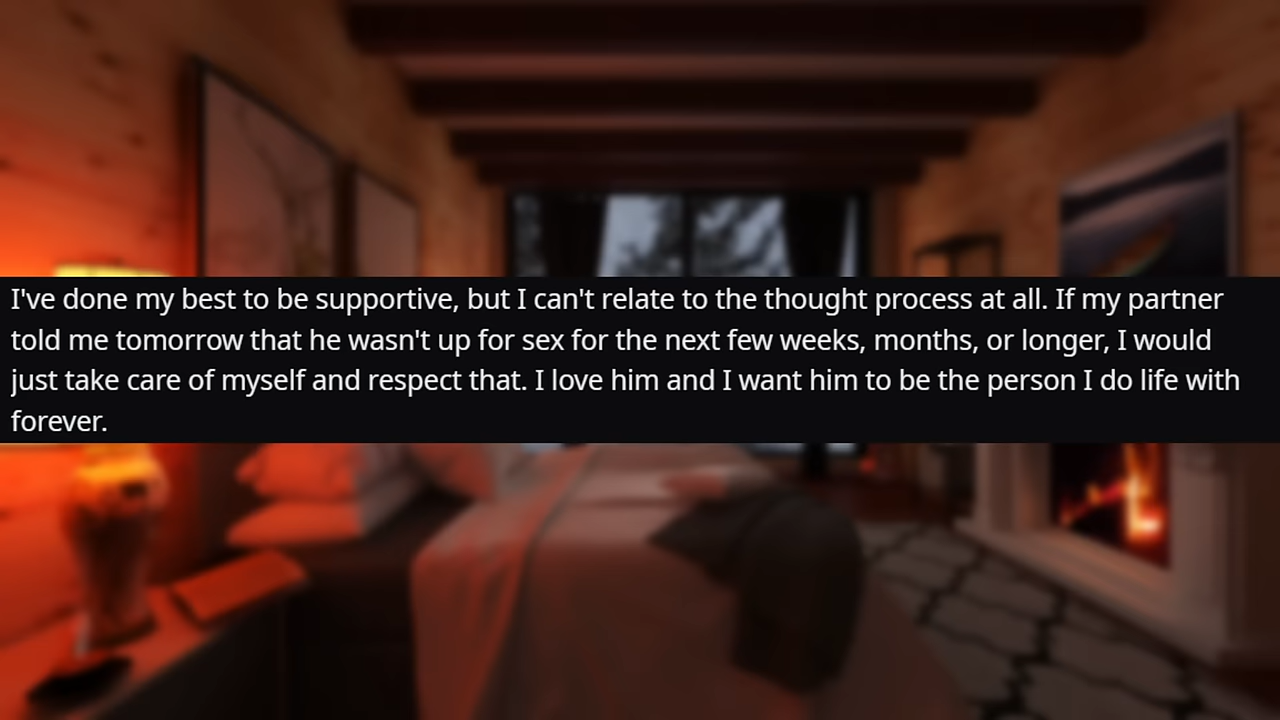 I've done my best to be supportive, but I can't relate to the thought process at all. If my partner
told me tomorrow that he wasn't up for sex for the next few weeks, months, or longer, I would
just take care of myself and respect that. I love him and I want him to be the person I do life with
forever.